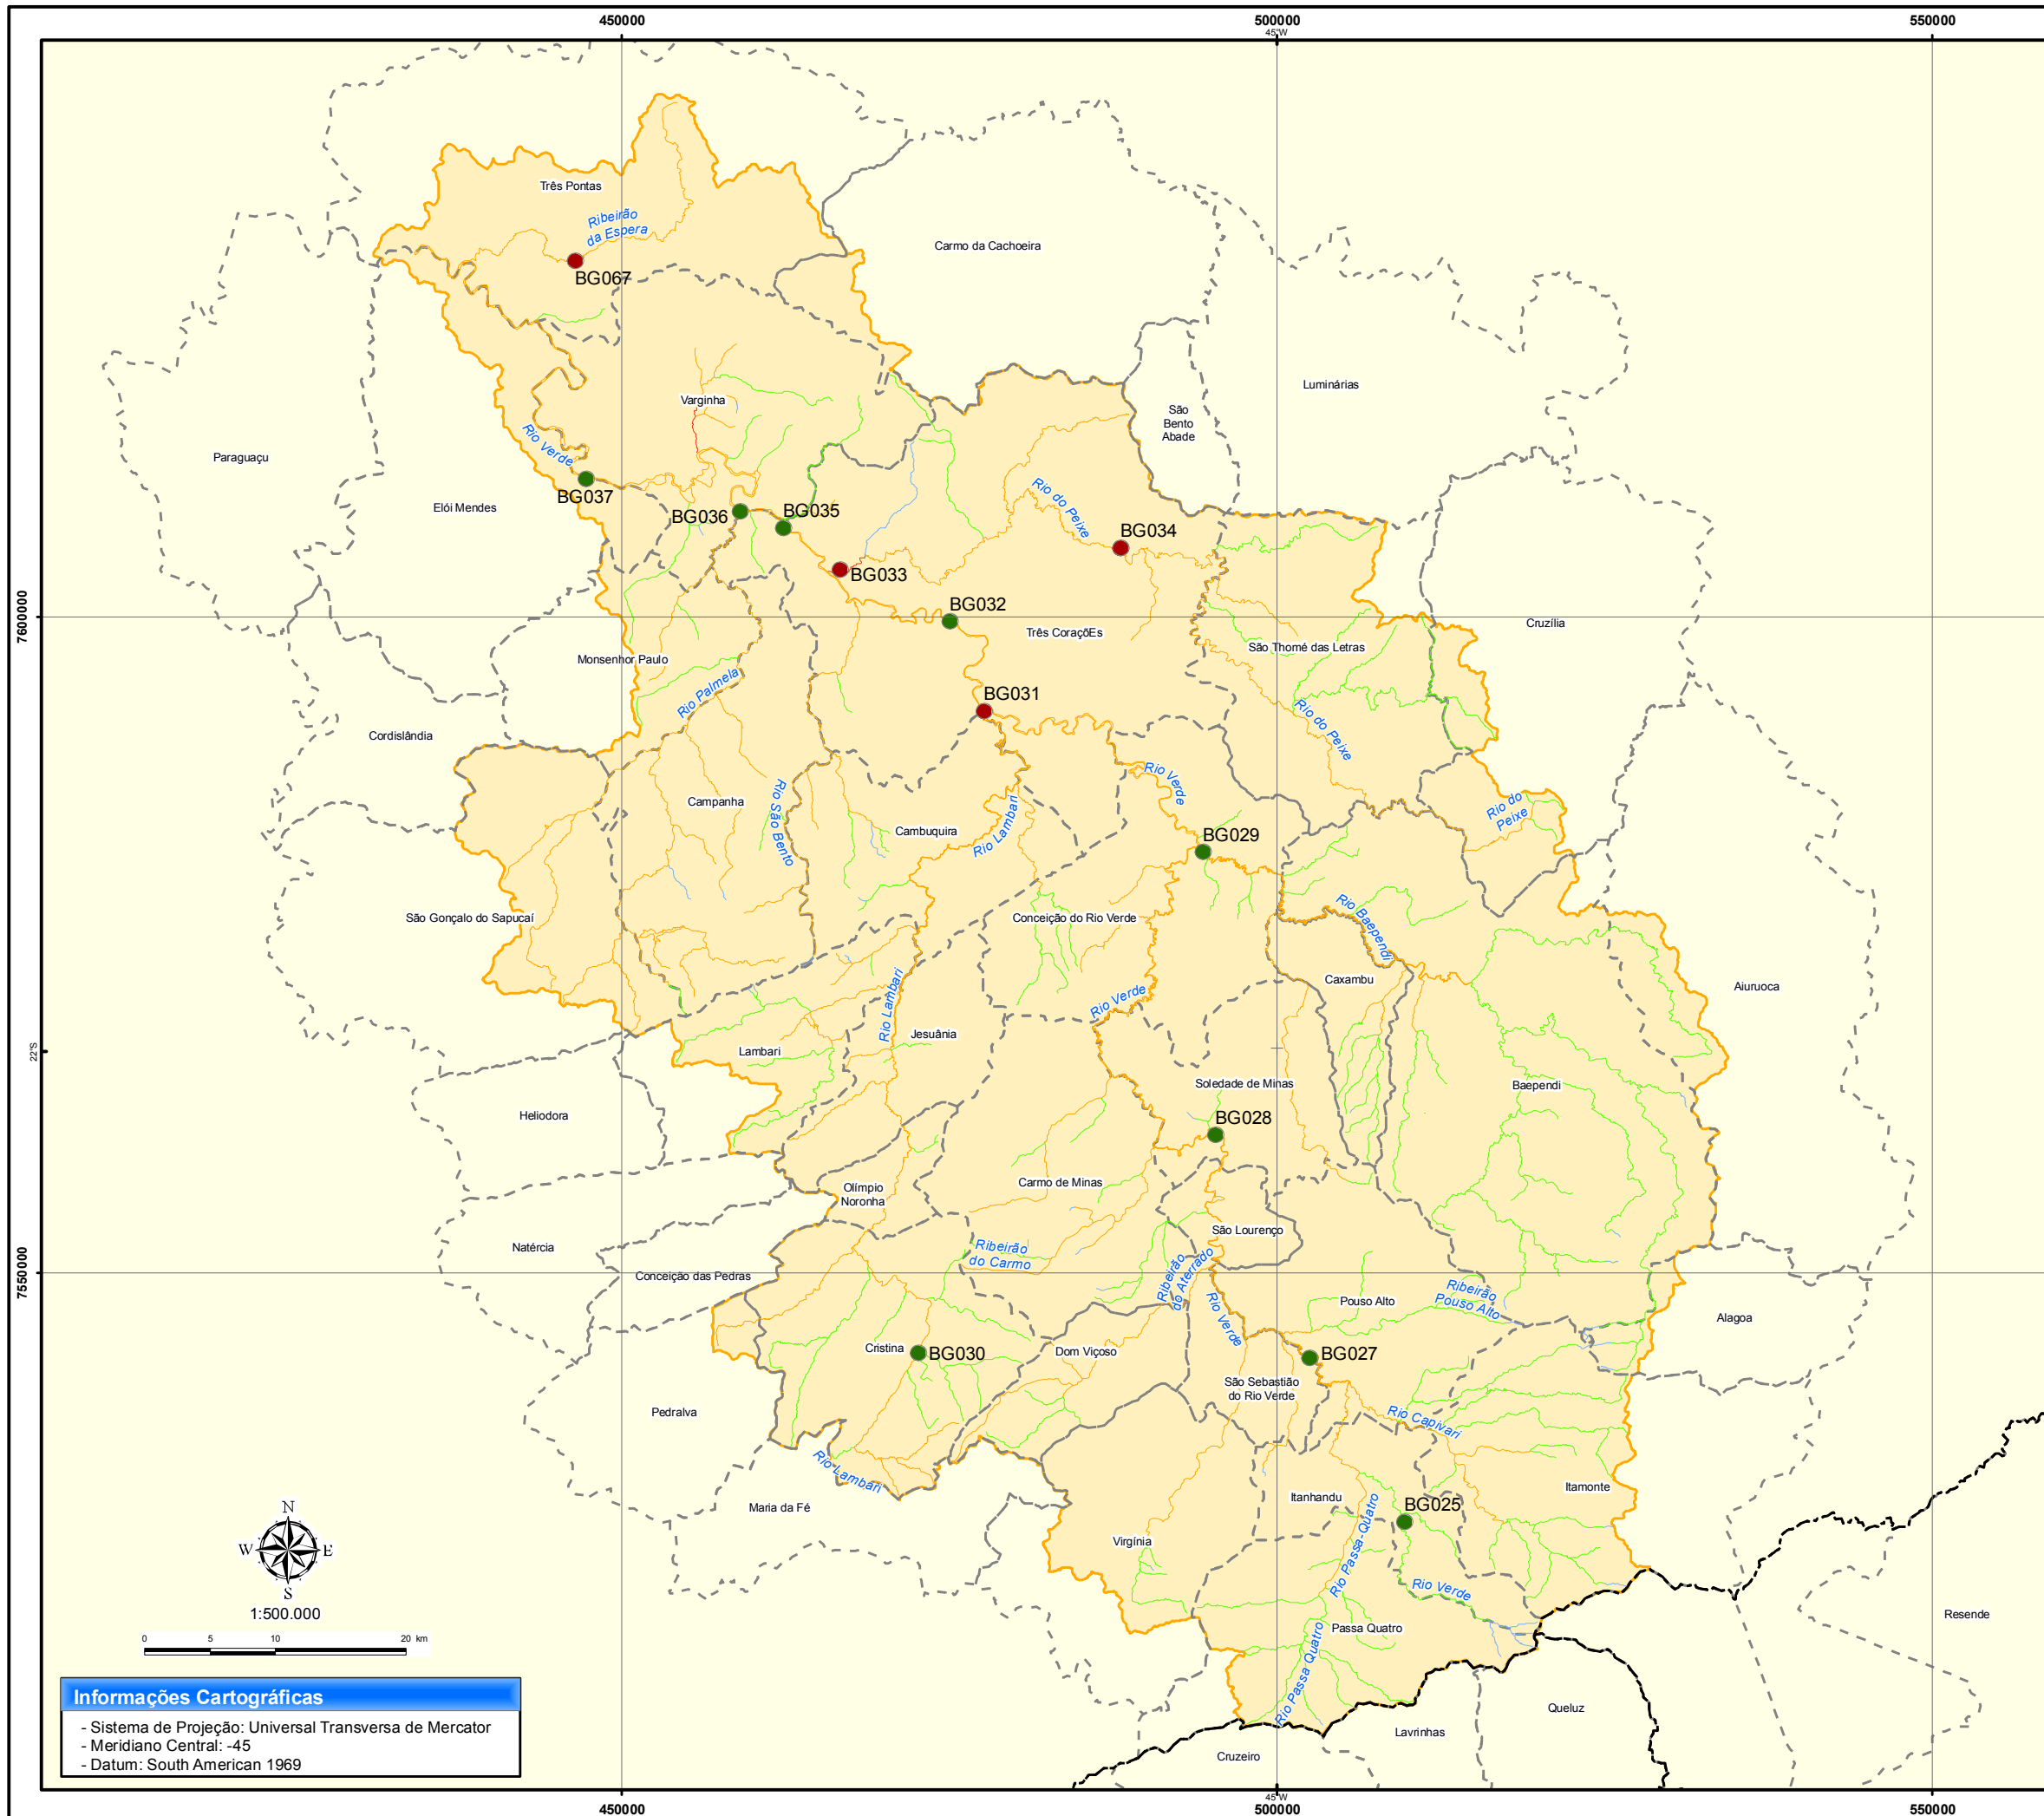 450000
500000
550000
45°W
Três Pontas
Ribeirão
da Espera
Carmo da Cachoeira
BG067
Luminárias
Varginha
São
Bento
Abade
Rio Verde
Paraguaçu
BG037
Elói Mendes
BG036
BG035
Rio do Peixe
BG034
BG033
BG032
7600000
Três CoraçõEs
Cruzília
São Thomé das Letras
Monsenhor Paulo
Rio Palmela
BG031
Rio do Peixe
Cordislândia
Rio Verde
Campanha
Rio São Bento
Cambuquira
Rio Lambari
Rio do
Peixe
BG029
São Gonçalo do Sapucaí
Conceição do Rio Verde
Rio Baependi
Caxambu
Aiuruoca
Rio Verde
Rio Lambari
Jesuânia
22°S
Lambari
Soledade de Minas
Baependi
Heliodora
BG028
Carmo de Minas
Olímpio
Noronha
São Lourenço
Natércia
Ribeirão
do Carmo
Conceição das Pedras
7550000
Ribeirão
do Aterrado
Rio Verde
Pouso Alto
Ribeirão
Pouso Alto
Alagoa
Cristina
BG030
Dom Viçoso
BG027
São Sebastião
do Rio Verde
Pedralva
Rio Capivari
Rio Lambari
Maria da Fé
Itanhandu
Itamonte
BG025
Virgínia
Rio Passa-Quatro
Rio Verde
Passa Quatro
Resende
Rio Passa Quatro
Queluz
Lavrinhas
Cruzeiro
N
W E
S
1:500.000
0 5 10 20 km
Informações Cartográficas
- Sistema de Projeção: Universal Transversa de Mercator
- Meridiano Central: -45
- Datum: South American 1969
45°W
450000
500000
550000